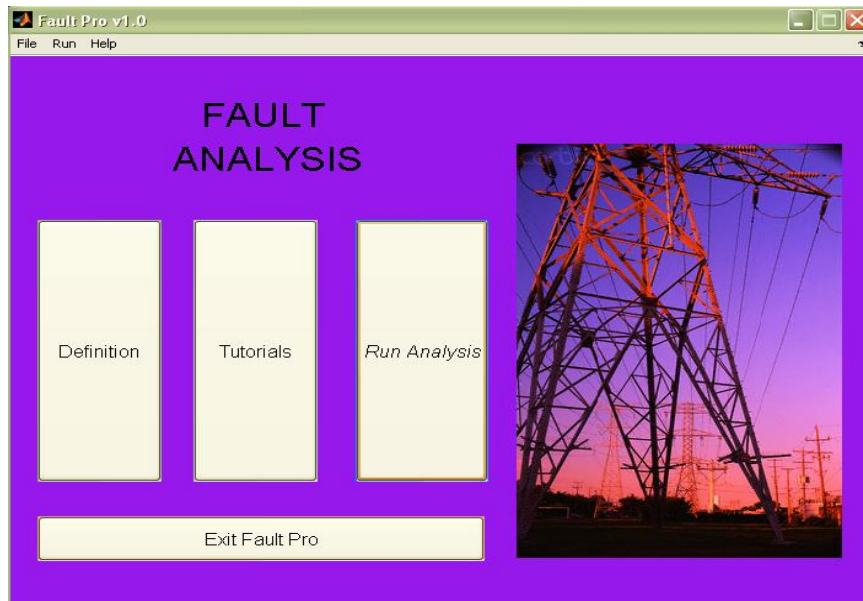 Fault Pro v1.0
File Run Help
FAULT
ANALYSIS
Definition
Tutorials
Run Analysis
Exit Fault Pro